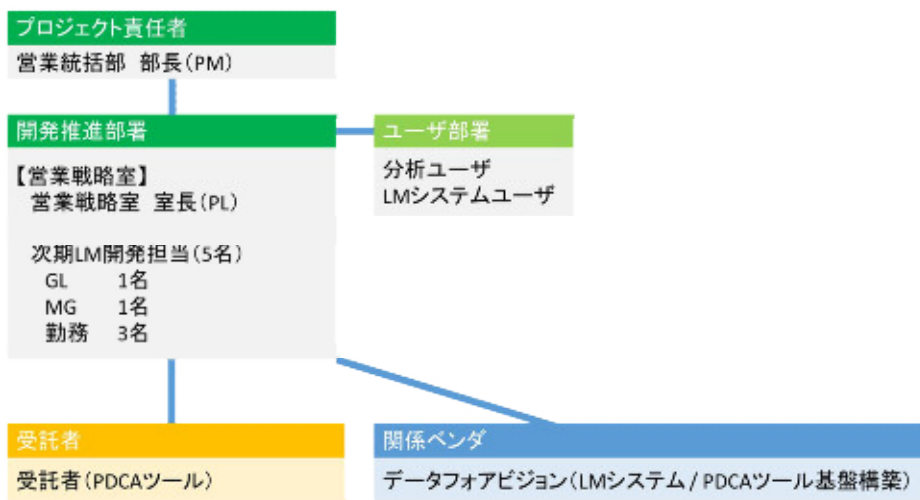 プロジェクト責任者
営業統括部 部長(PM)
開発推進部署
【営業戦略室】
営業戦略室 室長(PL)
次期LM開発担当(5名)
GL 1名
MG 1名
勤務 3名
ユーザ部署
分析ユーザ
LMシステムユーザ
受託者
受託者(PDCAツール)
関係ベンダ
データフォアビジョン(LMシステム/PDCAツール基盤構築)